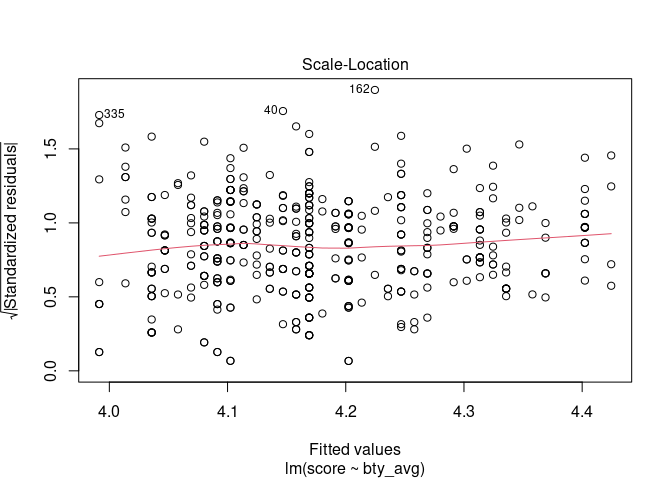 Scale-Location
√|Standardized residuals|
1.5
1.0
0.5
0.0
335
40
162
4.0 4.1 4.2 4.3 4.4
Fitted values
lm(score ~ bty_avg)